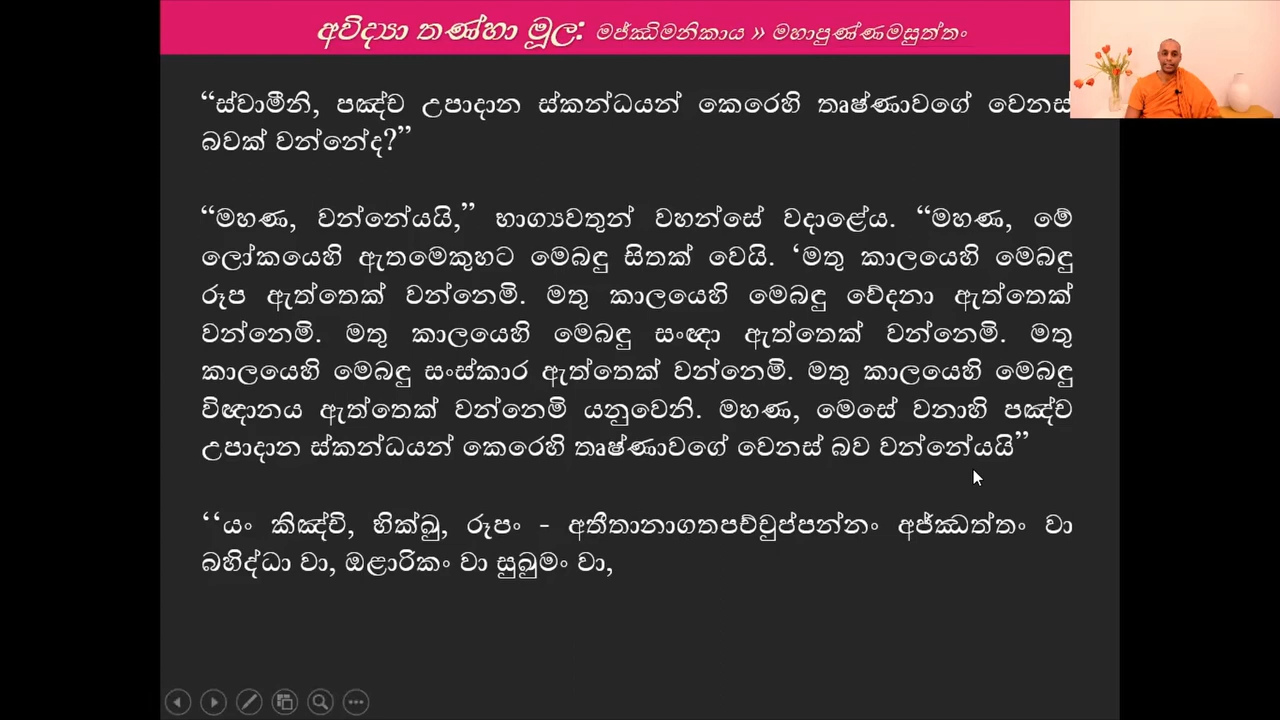 අවිද්‍යා තණ්හා මූල: මජ්ඣිමනිකාය » මහාපුණ්ණමසුත්තං
“ස්වාමීනි, පඤ්ච උපාදාන ස්කන්ධයන් කෙරෙහි තෘෂ්ණාවගේ වෙනස
බවක් වන්නේද?”
“මහණ, වන්නේයයි,” භාග්‍යවතුන් වහන්සේ වදාළේය. “මහණ, මේ
ලෝකයෙහි ඇතමෙකුහට මෙබඳු සිතක් වෙයි. ‘මතු කාලයෙහි මෙබඳු
රූප ඇත්තෙක් වන්නෙමි. මතු කාලයෙහි මෙබඳු වේදනා ඇත්තෙක්
වන්නෙමි. මතු කාලයෙහි මෙබඳු සංඥා ඇත්තෙක් වන්නෙමි. මතු
කාලයෙහි මෙබඳු සංස්කාර ඇත්තෙක් වන්නෙමි. මතු කාලයෙහි මෙබඳු
විඥානය ඇත්තෙක් වන්නෙමි යනුවෙනි. මහණ, මෙසේ වනාහි පඤ්ච
උපාදාන ස්කන්ධයන් කෙරෙහි තෘෂ්ණාවගේ වෙනස් බව වන්නේයයි”
‘‘යං කිඤ්චි, භික්ඛු, රූපං - අතීතානාගතපච්චුප්පන්නං අජ්ඣත්තං වා
බහිද්ධා වා, ඔළාරිකං වා සුඛුමං වා,